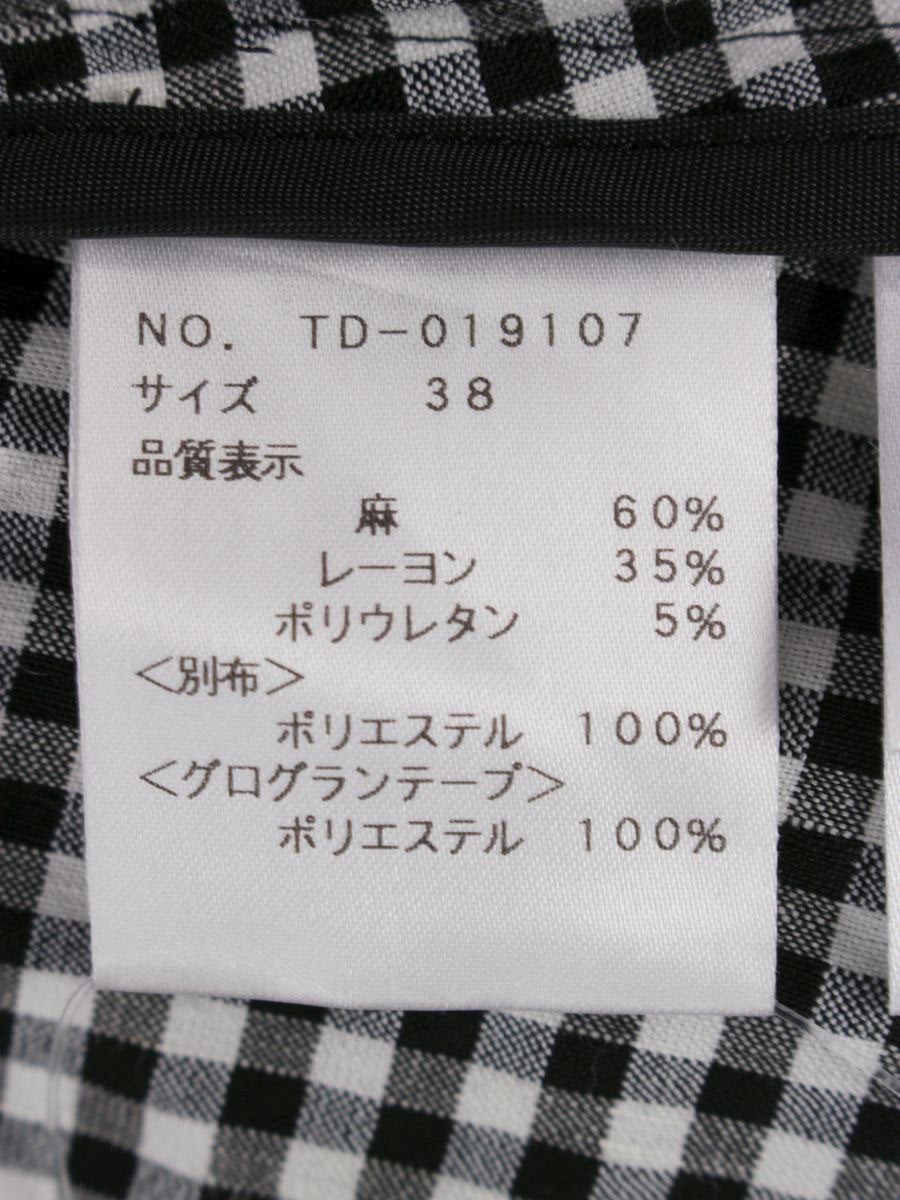 NO. TD-019107
サイズ 38
品質表示
麻 60%
レーヨン 35%
ポリウレタン 5%
<別布>
ポリエステル 100%
<グログランテープ>
ポリエステル 100%